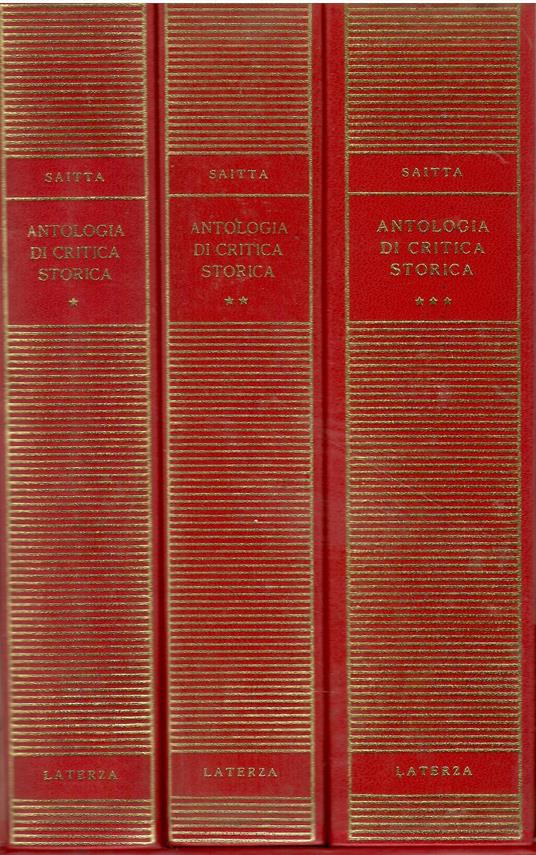 SAITTA
ANTOLOGIA
DI CRITICA
STORICA
*
LATERZA
SAITTA
ANTOLOGIA
DI CRITICA
STORICA
**
LATERZA
SAITTA
ANTOLOGIA
DI CRITICA
STORICA
***
LATERZA